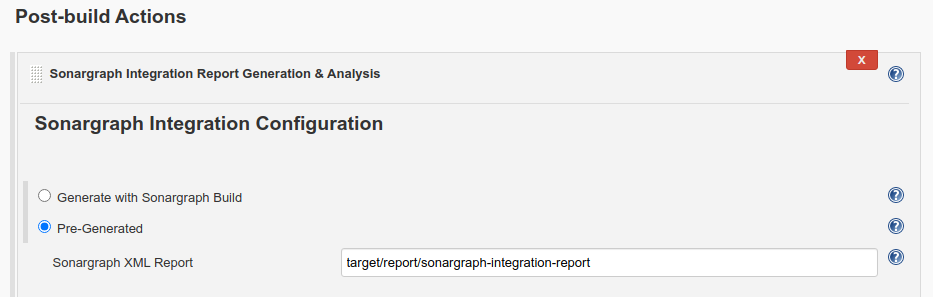 Post-build Actions
Sonargraph Integration Report Generation & Analysis
X
?
Sonargraph Integration Configuration
Generate with Sonargraph Build
?
Pre-Generated
?
Sonargraph XML Report
target/report/sonargraph-integration-report
?